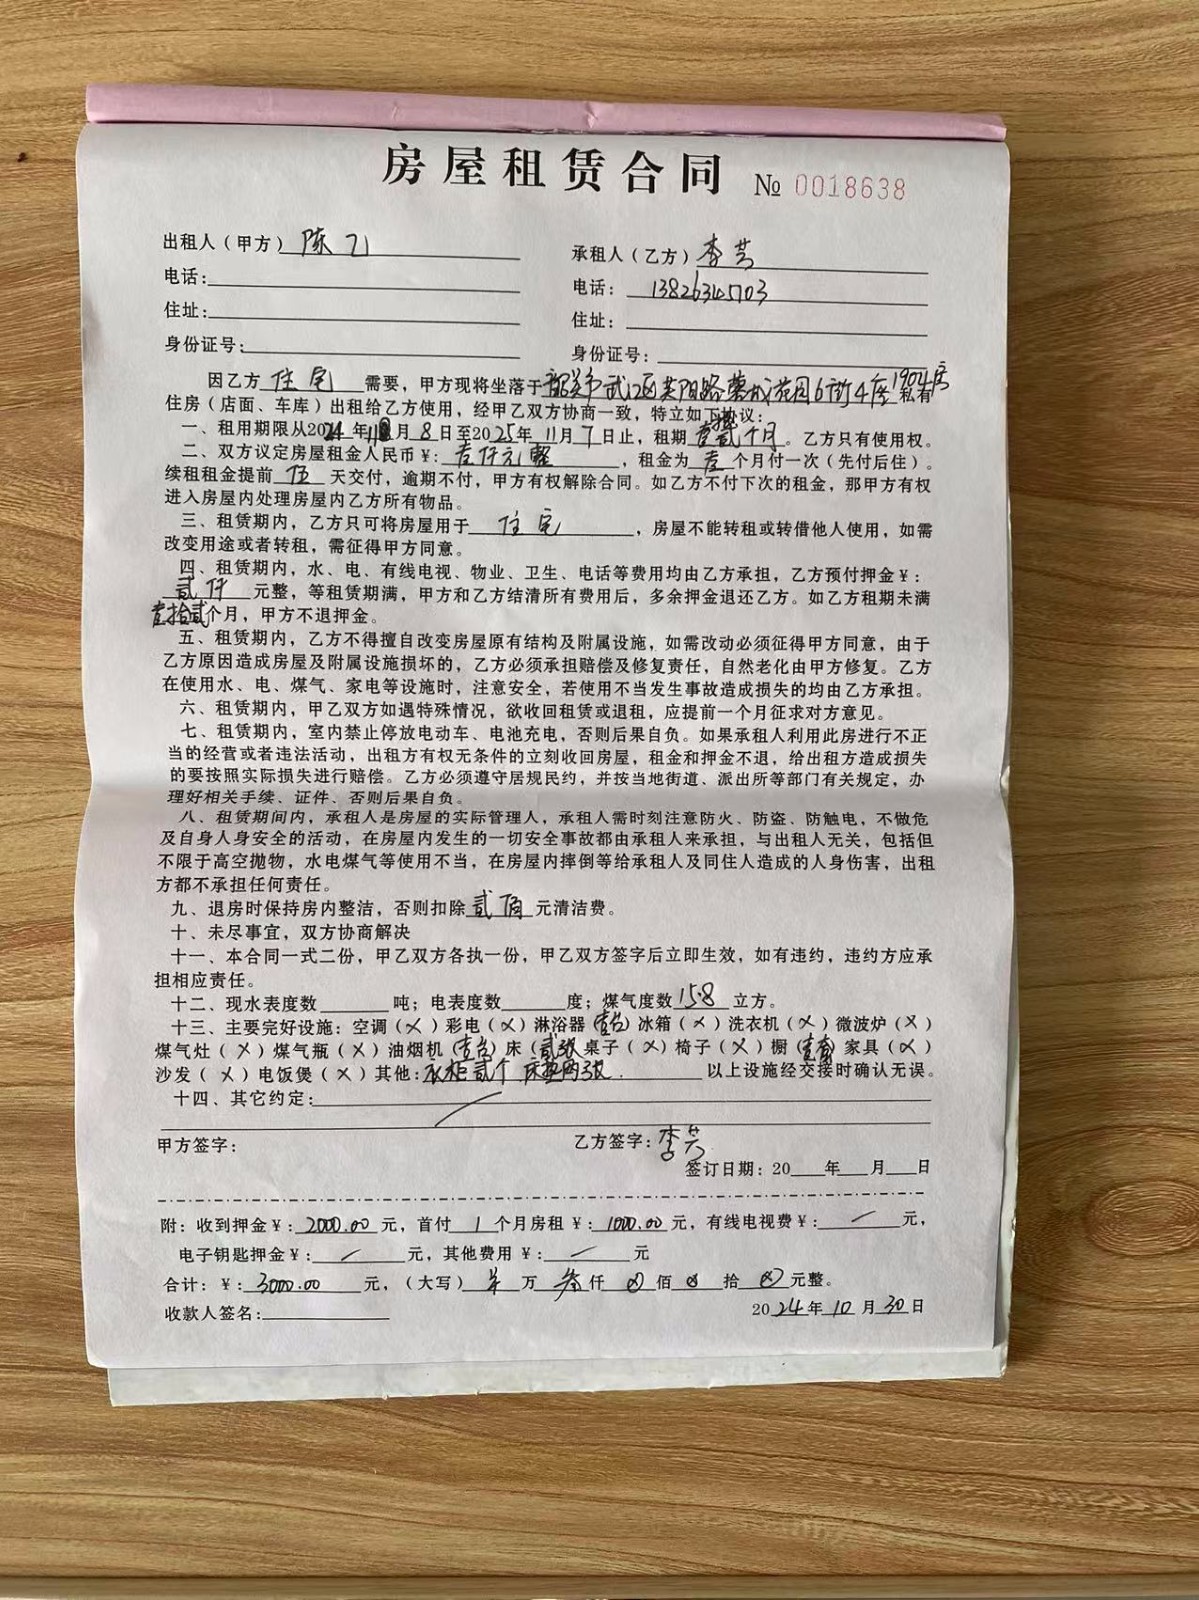 房屋租赁合同 № 0018638
出租人(甲方) 陈 承租人(乙方) 李芸
电话: 电话: 13826345703
住址: 住址:
身份证号: 身份证号:
因乙方 住宅 需要,甲方现将坐落于 韶关市武江区芙阳路 花园6街4座1904房 私有
住房(店面、车库)出租给乙方使用,经甲乙双方协商一致,特立如下协议:
一、租用期限从2024年11月8日至2025年11月7日止,租期 壹拾贰个月。乙方只有使用权。
二、双方议定房屋租金人民币¥: 壹仟元整 ,租金为 壹 个月付一次(先付后住)。
续租租金提前 伍 天交付,逾期不付,甲方有权解除合同。如乙方不付下次的租金,那甲方有权
进入房屋内处理房屋内乙方所有物品。
三、租赁期内,乙方只可将房屋用于 住宅 ,房屋不能转租或转借他人使用,如需
改变用途或者转租,需征得甲方同意。
四、租赁期内,水、电、有线电视、物业、卫生、电话等费用均由乙方承担,乙方预付押金¥:
贰仟 元整,等租赁期满,甲方和乙方结清所有费用后,多余押金退还乙方。如乙方租期未满
壹拾贰个月,甲方不退押金。
五、租赁期内,乙方不得擅自改变房屋原有结构及附属设施,如需改动必须征得甲方同意,由于
乙方原因造成房屋及附属设施损坏的,乙方必须承担赔偿及修复责任,自然老化由甲方修复。乙方
在使用水、电、煤气、家电等设施时,注意安全,若使用不当发生事故造成损失的均由乙方承担。
六、租赁期内,甲乙双方如遇特殊情况,欲收回租赁或退租,应提前一个月征求对方意见。
七、租赁期内,室内禁止停放电动车、电池充电,否则后果自负。如果承租人利用此房进行不正
当的经营或者违法活动,出租方有权无条件的立刻收回房屋,租金和押金不退,给出租方造成损失
的要按照实际损失进行赔偿。乙方必须遵守居规民约,并按当地街道、派出所等部门有关规定,办
理好相关手续、证件、否则后果自负。
八、租赁期间内,承租人是房屋的实际管理人,承租人需时刻注意防火、防盗、防触电,不做危
及自身人身安全的活动,在房屋内发生的一切安全事故都由承租人来承担,与出租人无关,包括但
不限于高空抛物,水电煤气等使用不当,在房屋内摔倒等给承租人及同住人造成的人身伤害,出租
方都不承担任何责任。
九、退房时保持房内整洁,否则扣除 贰佰 元清洁费。
十、未尽事宜,双方协商解决
十一、本合同一式二份,甲乙双方各执一份,甲乙双方签字后立即生效,如有违约,违约方应承
担相应责任。
十二、现水表度数 吨;电表度数 度;煤气度数 158 立方。
十三、主要完好设施:空调(×)彩电(×)淋浴器(壹台)冰箱(×)洗衣机(×)微波炉(×)
煤气灶(×)煤气瓶(×)油烟机(壹台)床(贰张)桌子(×)椅子(×)橱(壹套)家具(×)
沙发(×)电饭煲(×)其他: 衣柜贰个 床垫两张. 以上设施经交接时确认无误。
十四、其它约定:
甲方签字: 乙方签字: 李芸
签订日期:20 年 月 日
附:收到押金¥: 2000.00 元,首付 1 个月房租¥: 1000.00 元,有线电视费¥: 元,
电子钥匙押金¥: 元,其他费用¥: 元
合计:¥: 3000.00 元,(大写) 万 叁 仟 佰 拾 元整。
收款人签名: 2024年10月30日